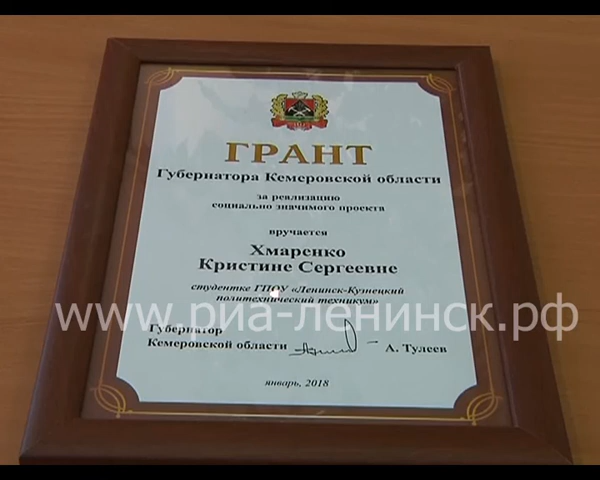 ГРАНТ
Губернатора Кемеровской области
за реализацию
социально значимого проекта
вручается
Хмаренко
Кристине Сергеевне
студентке ГПОУ «Ленинск-Кузнецкий
политехнический техникум»
www.риа-ленинск.рф
Губернатор
Кемеровской области
А. Тулеев
январь, 2018